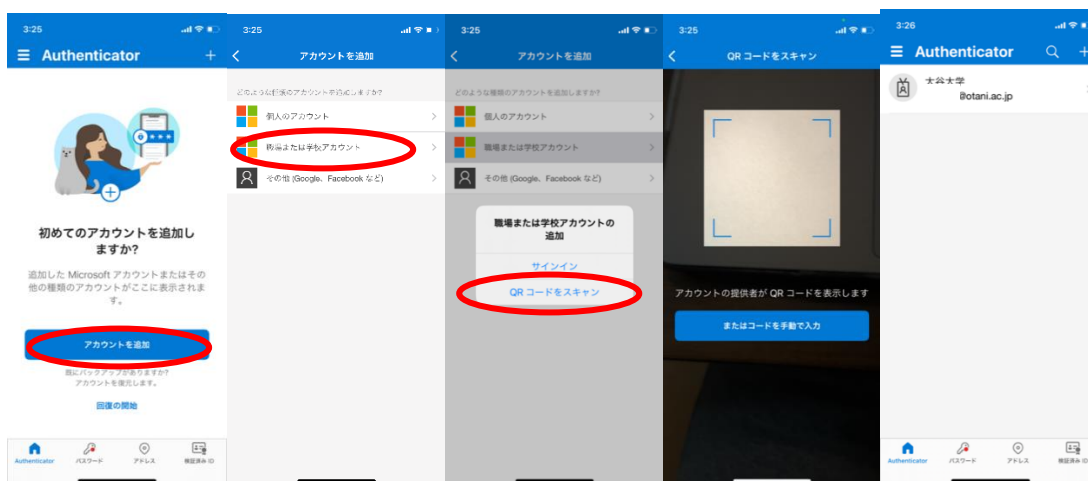 3:25
Authenticator
初めてのアカウントを追加し
ますか?
追加した Microsoft アカウントまたはその
他の種類のアカウントがここに表示されま
す。
アカウントを追加
既にバックアップがありますか?
アカウントを復元します。
回復の開始
Authenticator
パスワード
アドレス
検証済み ID
3:25
アカウントを追加
どのような種類のアカウントを追加しますか?
個人のアカウント
職場または学校アカウント
その他 (Google、Facebook など)
3:25
アカウントを追加
どのような種類のアカウントを追加しますか?
個人のアカウント
職場または学校アカウント
その他 (Google、Facebook など)
職場または学校アカウントの
追加
サインイン
QR コードをスキャン
3:25
QR コードをスキャン
アカウントの提供者が QR コードを表示します
またはコードを手動で入力
3:26
Authenticator
大谷大学
@otani.ac.jp
Authenticator
パスワード
アドレス
検証済み ID